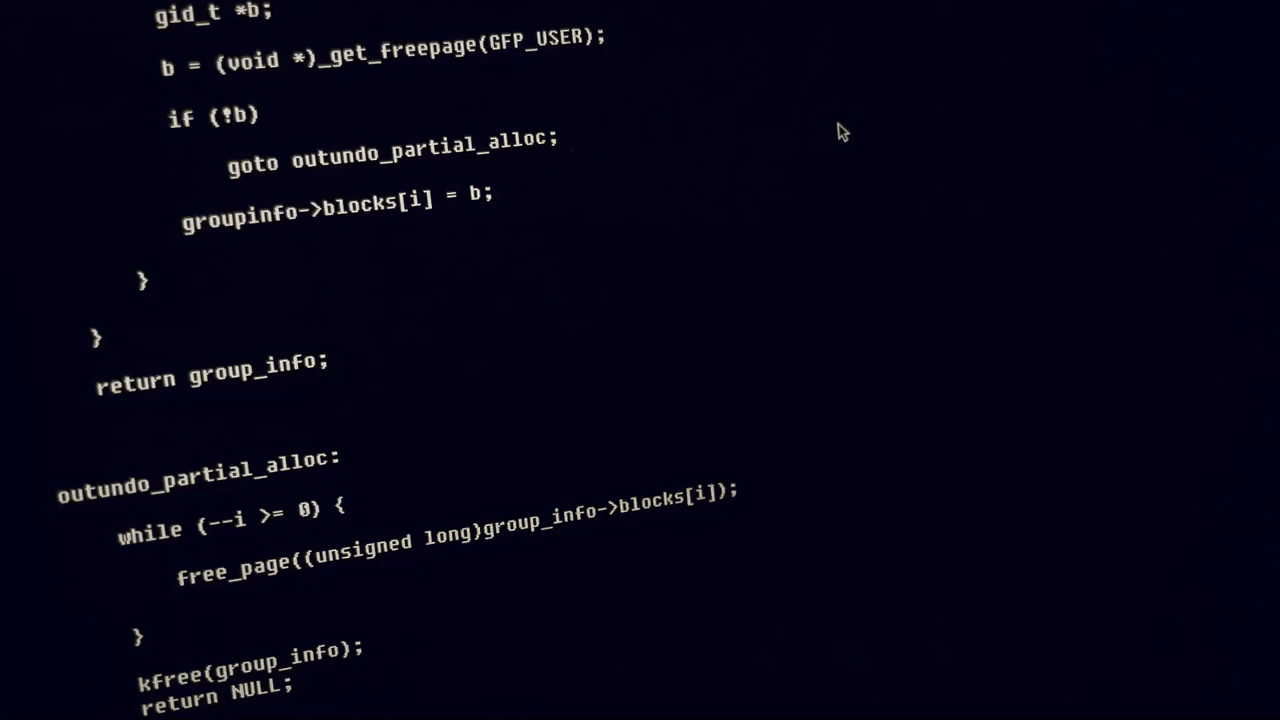 gid_t *b;
b = (void *)_get_freepage(GFP_USER);
if (!b)
goto outundo_partial_alloc;
groupinfo->blocks[i] = b;
}
}
return group_info;
outundo_partial_alloc:
while (--i >= 0) {
free_page((unsigned long)group_info->blocks[i]);
}
kfree(group_info);
return NULL;